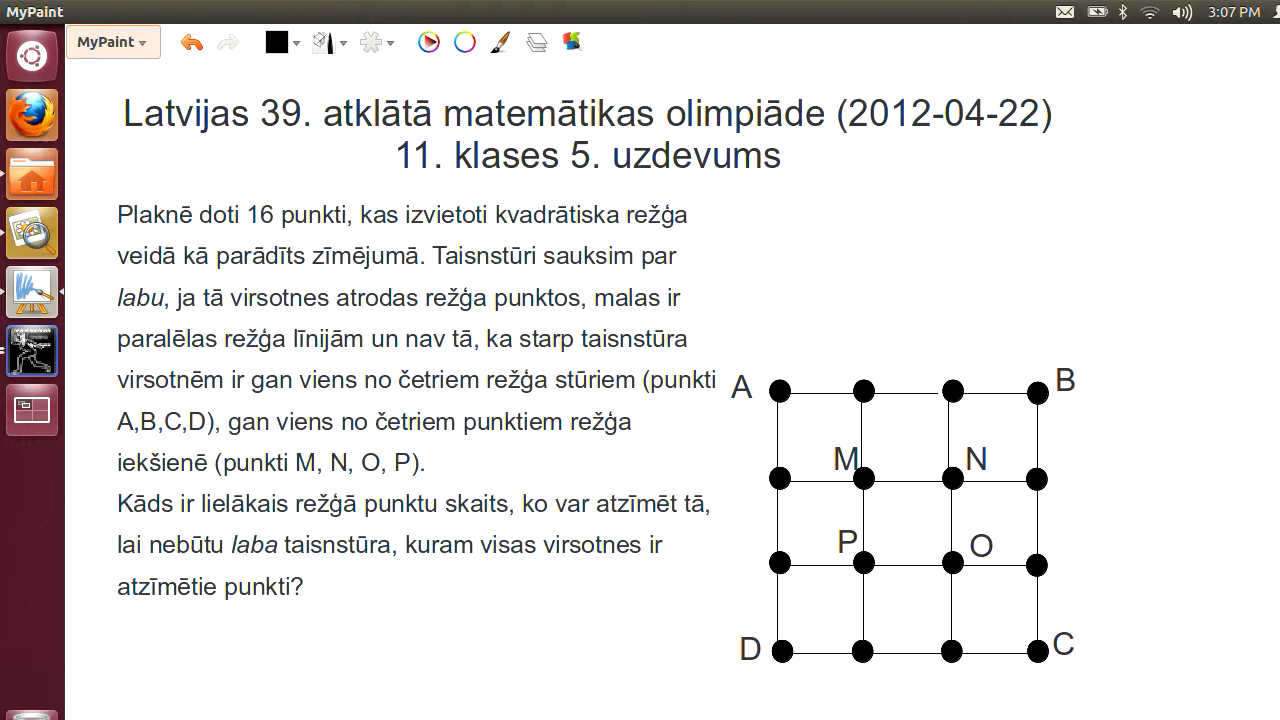 MyPaint
3:07 PM
MyPaint
Latvijas 39. atklātā matemātikas olimpiāde (2012-04-22)
11. klases 5. uzdevums
Plaknē doti 16 punkti, kas izvietoti kvadrātiska režģa
veidā kā parādīts zīmējumā. Taisnstūri sauksim par
labu, ja tā virsotnes atrodas režģa punktos, malas ir
paralēlas režģa līnijām un nav tā, ka starp taisnstūra
virsotnēm ir gan viens no četriem režģa stūriem (punkti
A,B,C,D), gan viens no četriem punktiem režģa
iekšienē (punkti M, N, O, P).
Kāds ir lielākais režģā punktu skaits, ko var atzīmēt tā,
lai nebūtu laba taisnstūra, kuram visas virsotnes ir
atzīmētie punkti?
A B
M N
P O
D C